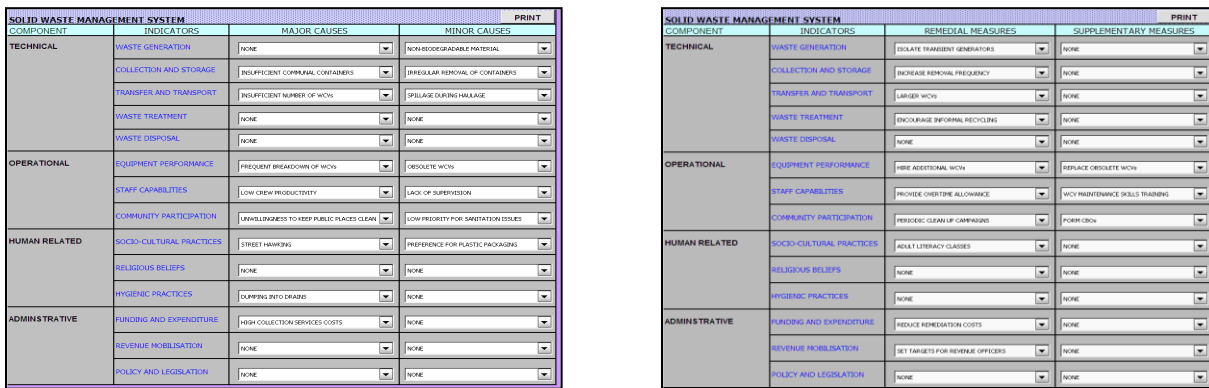 SOLID WASTE MANAGEMENT SYSTEM PRINT
COMPONENT INDICATORS MAJOR CAUSES MINOR CAUSES
TECHNICAL WASTE GENERATION NONE NON-BIODEGRADABLE MATERIAL
COLLECTION AND STORAGE INSUFFICIENT COMMUNAL CONTAINERS IRREGULAR REMOVAL OF CONTAINERS
TRANSFER AND TRANSPORT INSUFFICIENT NUMBER OF WCVs SPILLAGE DURING HAULAGE
WASTE TREATMENT NONE NONE
WASTE DISPOSAL NONE NONE
OPERATIONAL EQUIPMENT PERFORMANCE FREQUENT BREAKDOWN OF WCVs OBSOLETE WCVs
STAFF CAPABILITIES LOW CREW PRODUCTIVITY LACK OF SUPERVISION
COMMUNITY PARTICIPATION UNWILLINGNESS TO KEEP PUBLIC PLACES CLEAN LOW PRIORITY FOR SANITATION ISSUES
HUMAN RELATED SOCIO-CULTURAL PRACTICES STREET HAWKING PREFERENCE FOR PLASTIC PACKAGING
RELIGIOUS BELIEFS NONE NONE
HYGIENIC PRACTICES DUMPING INTO DRAINS NONE
ADMINSTRATIVE FUNDING AND EXPENDITURE HIGH COLLECTION SERVICES COSTS NONE
REVENUE MOBILISATION NONE NONE
POLICY AND LEGISLATION NONE NONE
SOLID WASTE MANAGEMENT SYSTEM PRINT
COMPONENT INDICATORS REMEDIAL MEASURES SUPPLEMENTARY MEASURES
TECHNICAL WASTE GENERATION ISOLATE TRANSIENT GENERATORS NONE
COLLECTION AND STORAGE INCREASE REMOVAL FREQUENCY NONE
TRANSFER AND TRANSPORT LARGER WCVs NONE
WASTE TREATMENT ENCOURAGE INFORMAL RECYCLING NONE
WASTE DISPOSAL NONE NONE
OPERATIONAL EQUIPMENT PERFORMANCE HIRE ADDITIONAL WCVs REPLACE OBSOLETE WCVs
STAFF CAPABILITIES PROVIDE OVERTIME ALLOWANCE WCV MAINTENANCE SKILLS TRAINING
COMMUNITY PARTICIPATION PERIODIC CLEAN UP CAMPAIGNS FORM CBOs
HUMAN RELATED SOCIO-CULTURAL PRACTICES ADULT LITERACY CLASSES NONE
RELIGIOUS BELIEFS NONE NONE
HYGIENIC PRACTICES NONE NONE
ADMINSTRATIVE FUNDING AND EXPENDITURE REDUCE REMEDIATION COSTS NONE
REVENUE MOBILISATION SET TARGETS FOR REVENUE OFFICERS NONE
POLICY AND LEGISLATION NONE NONE